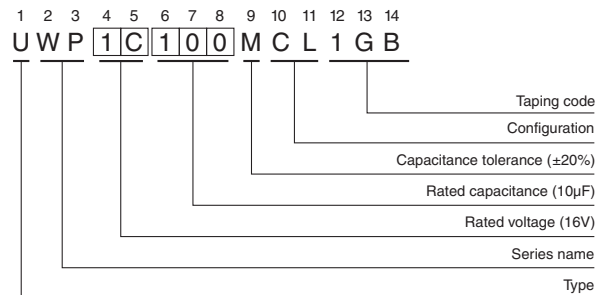 1 2 3 4 5 6 7 8 9 10 11 12 13 14
U W P 1 C 1 0 0 M C L 1 G B
Taping code
Configuration
Capacitance tolerance (±20%)
Rated capacitance (10µF)
Rated voltage (16V)
Series name
Type